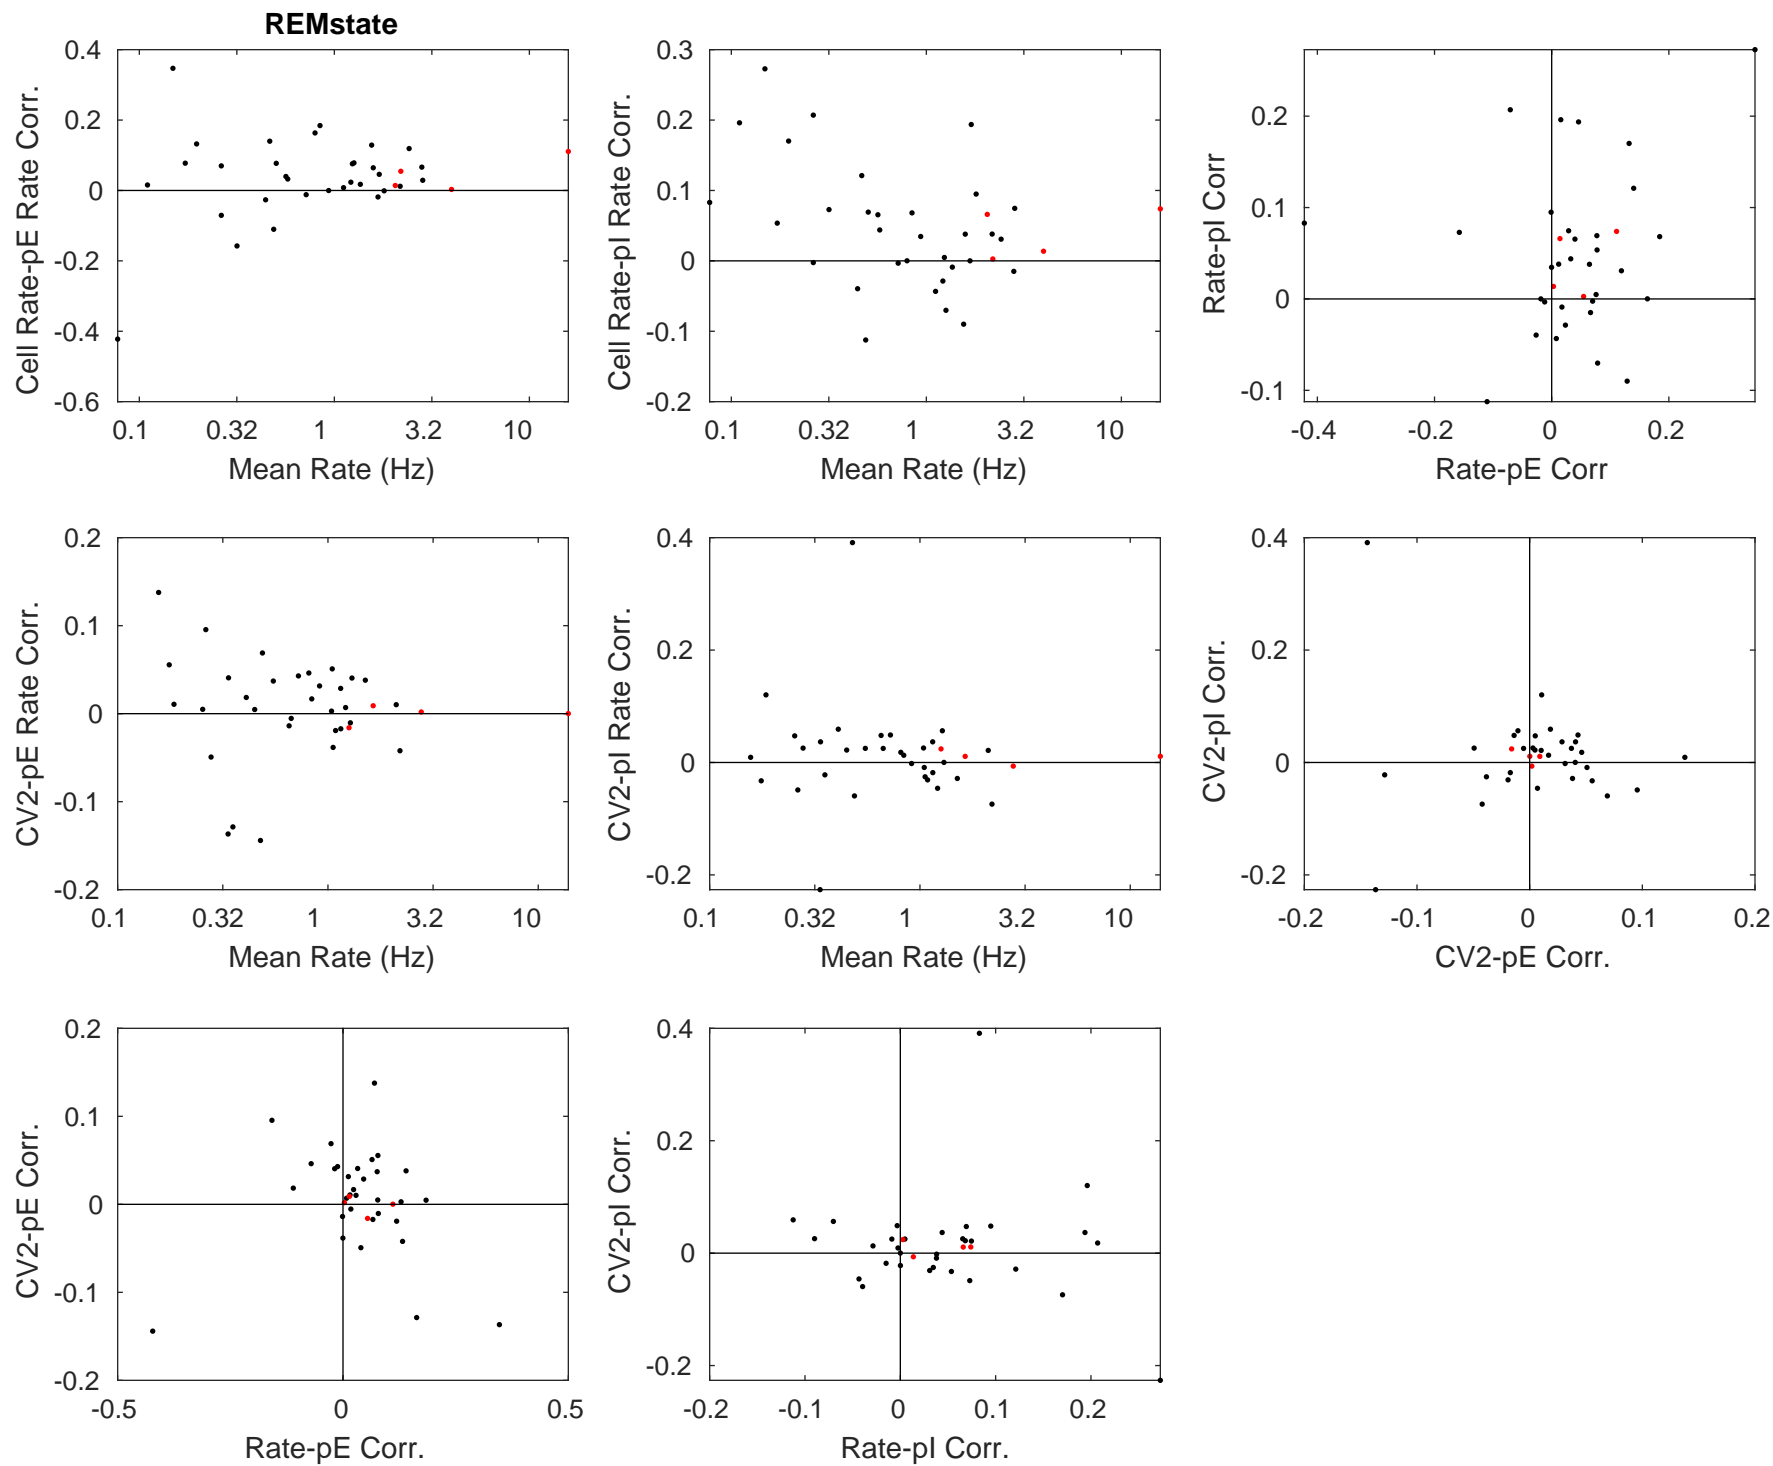 REMstate
0.4
0.2
0
-0.2
-0.4
-0.6
0.1 0.32 1 3.2 10
Mean Rate (Hz)
Cell Rate-pE Rate Corr.
0.3
0.2
0.1
0
-0.1
-0.2
0.1 0.32 1 3.2 10
Mean Rate (Hz)
Cell Rate-pI Rate Corr.
0.2
0.1
0
-0.1
-0.4 -0.2 0 0.2
Rate-pE Corr
Rate-pI Corr
0.2
0.1
0
-0.1
-0.2
0.1 0.32 1 3.2 10
Mean Rate (Hz)
CV2-pE Rate Corr.
0.4
0.2
0
-0.2
0.1 0.32 1 3.2 10
Mean Rate (Hz)
CV2-pI Rate Corr.
0.4
0.2
0
-0.2
-0.2 -0.1 0 0.1 0.2
CV2-pE Corr.
CV2-pI Corr.
0.2
0.1
0
-0.1
-0.2
-0.5 0 0.5
Rate-pE Corr.
CV2-pE Corr.
0.4
0.2
0
-0.2
-0.2 -0.1 0 0.1 0.2
Rate-pI Corr.
CV2-pI Corr.